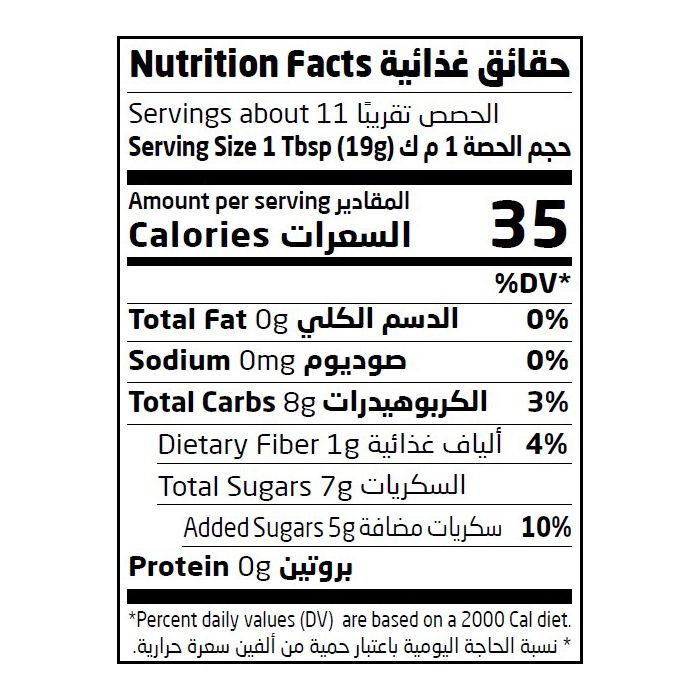 Nutrition Facts حقائق غذائية
Servings about 11 الحصص تقريبًا
Serving Size 1 Tbsp (19g) حجم الحصة 1 م ك
Amount per serving المقادير
Calories السعرات 35
%DV*
Total Fat 0g الدسم الكلي 0%
Sodium 0mg صوديوم 0%
Total Carbs 8g الكربوهيدرات 3%
Dietary Fiber 1g ألياف غذائية 4%
Total Sugars 7g السكريات
Added Sugars 5g سكريات مضافة 10%
Protein 0g بروتين
*Percent daily values (DV) are based on a 2000 Cal diet.
* نسبة الحاجة اليومية باعتبار حمية من ألفين سعرة حرارية.